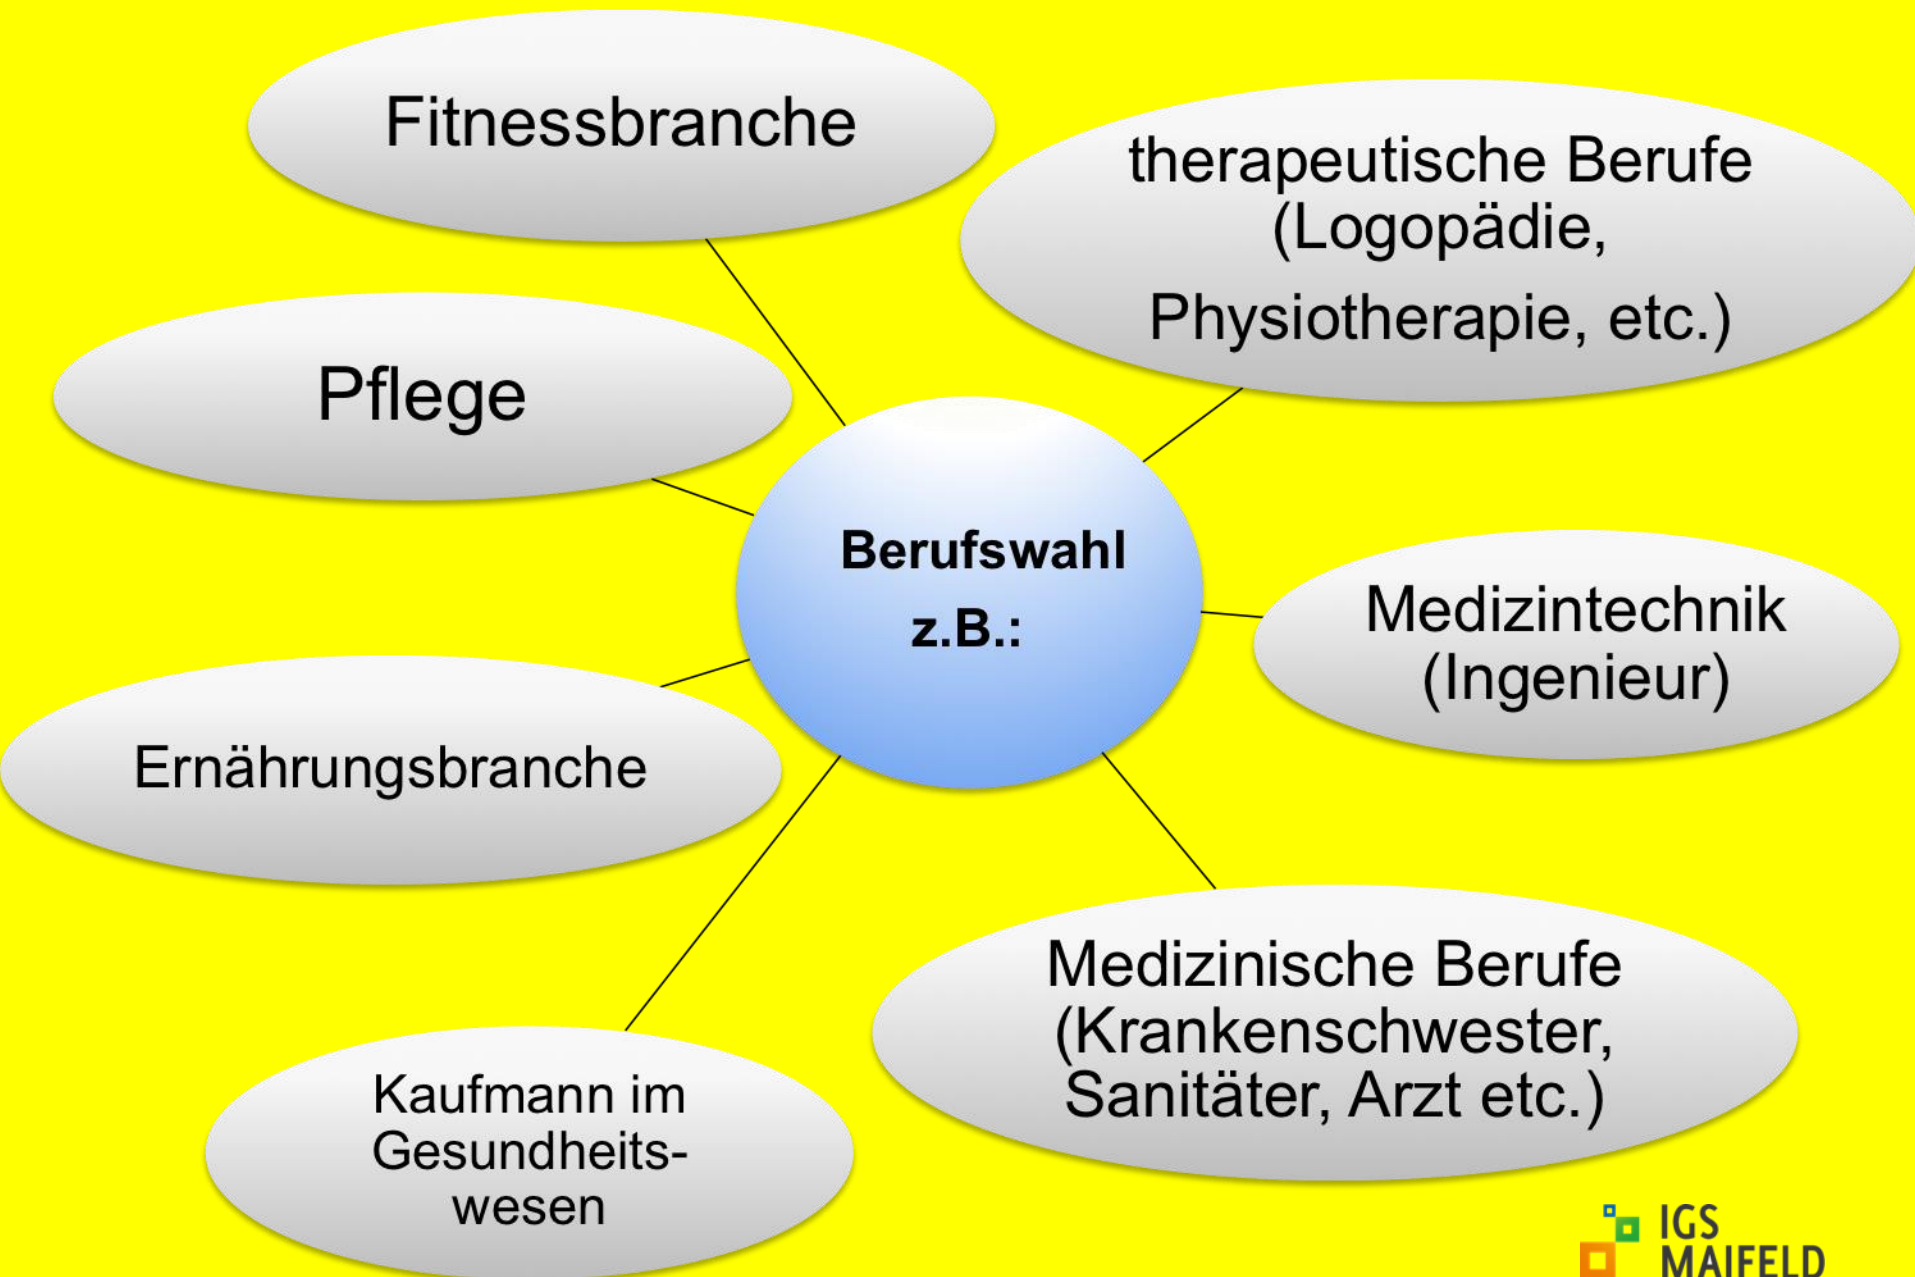 Fitnessbranche
therapeutische Berufe
(Logopädie,
Physiotherapie, etc.)
Pflege
Berufswahl
z.B.:
Medizintechnik
(Ingenieur)
Ernährungsbranche
Medizinische Berufe
(Krankenschwester,
Sanitäter, Arzt etc.)
Kaufmann im
Gesundheits-
wesen
IGS
MAIFELD